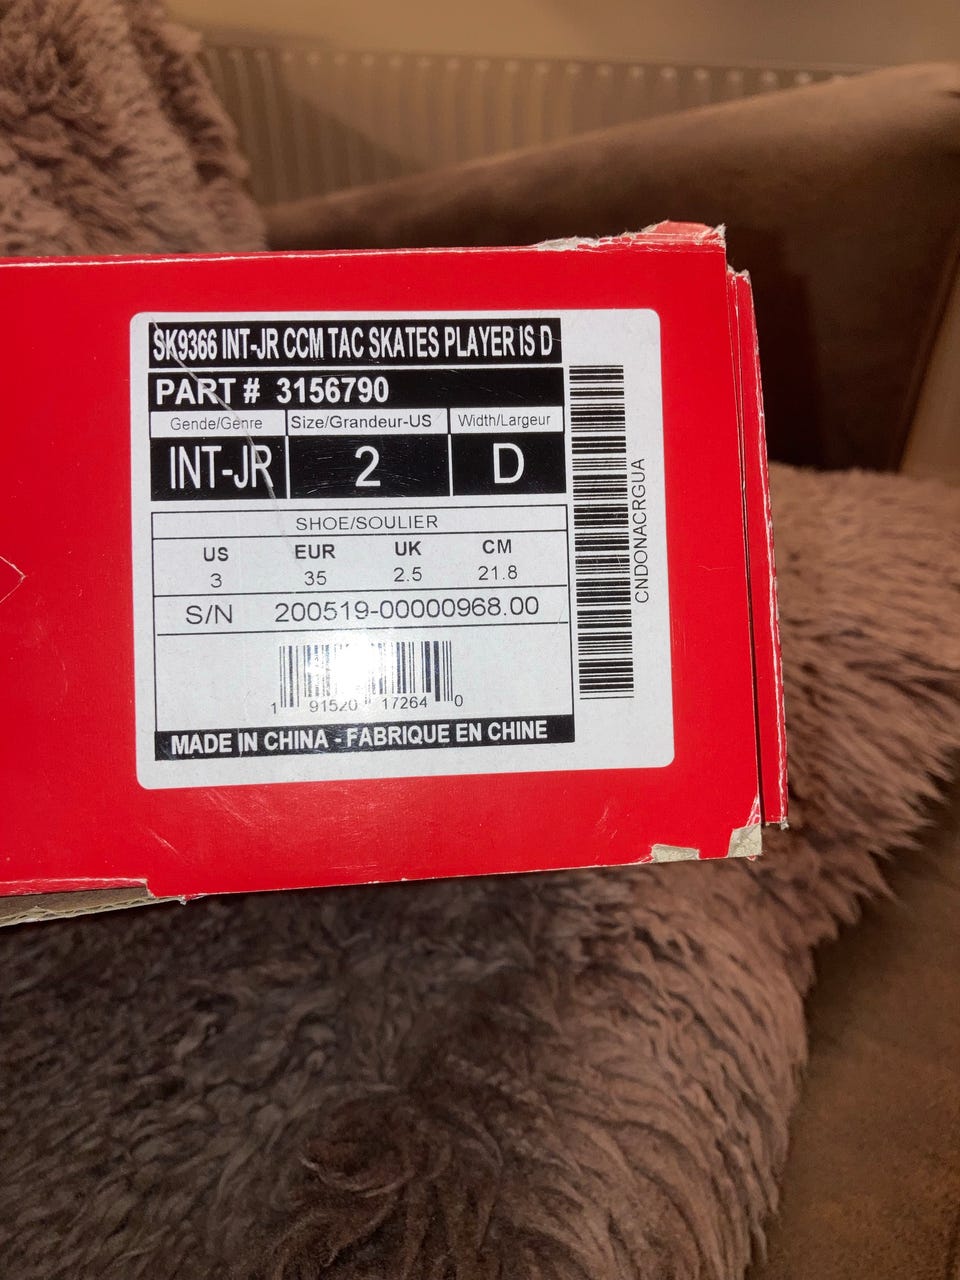 SK9366 INT-JR CCM TAC SKATES PLAYER IS D
PART # 3156790
Gende/Genre Size/Grandeur-US Width/Largeur
INT-JR 2 D
SHOE/SOULIER
US EUR UK CM
3 35 2.5 21.8
S/N 200519-00000968.00
1 91520 17264 0
MADE IN CHINA - FABRIQUE EN CHINE
CNDONACRGUA